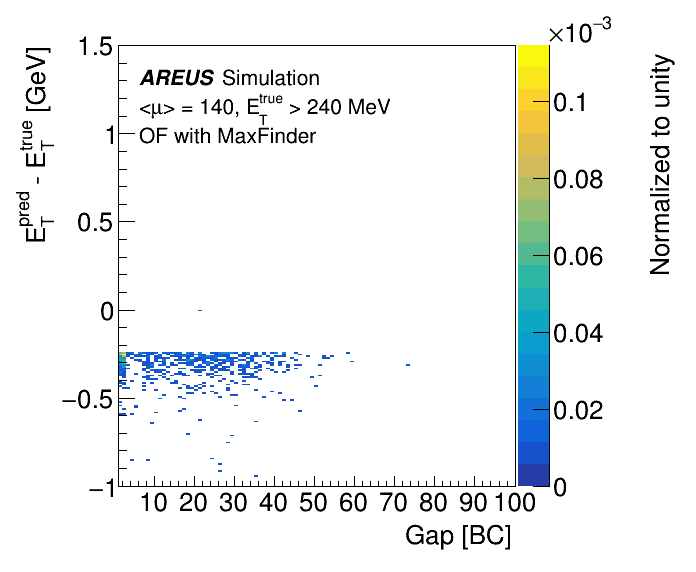 ×10⁻³
AREUS Simulation
<μ> = 140, E_T^true > 240 MeV
OF with MaxFinder
E_T^pred - E_T^true [GeV]
1.5
1
0.5
0
−0.5
−1
10 20 30 40 50 60 70 80 90 100
Gap [BC]
0.1
0.08
0.06
0.04
0.02
0
Normalized to unity